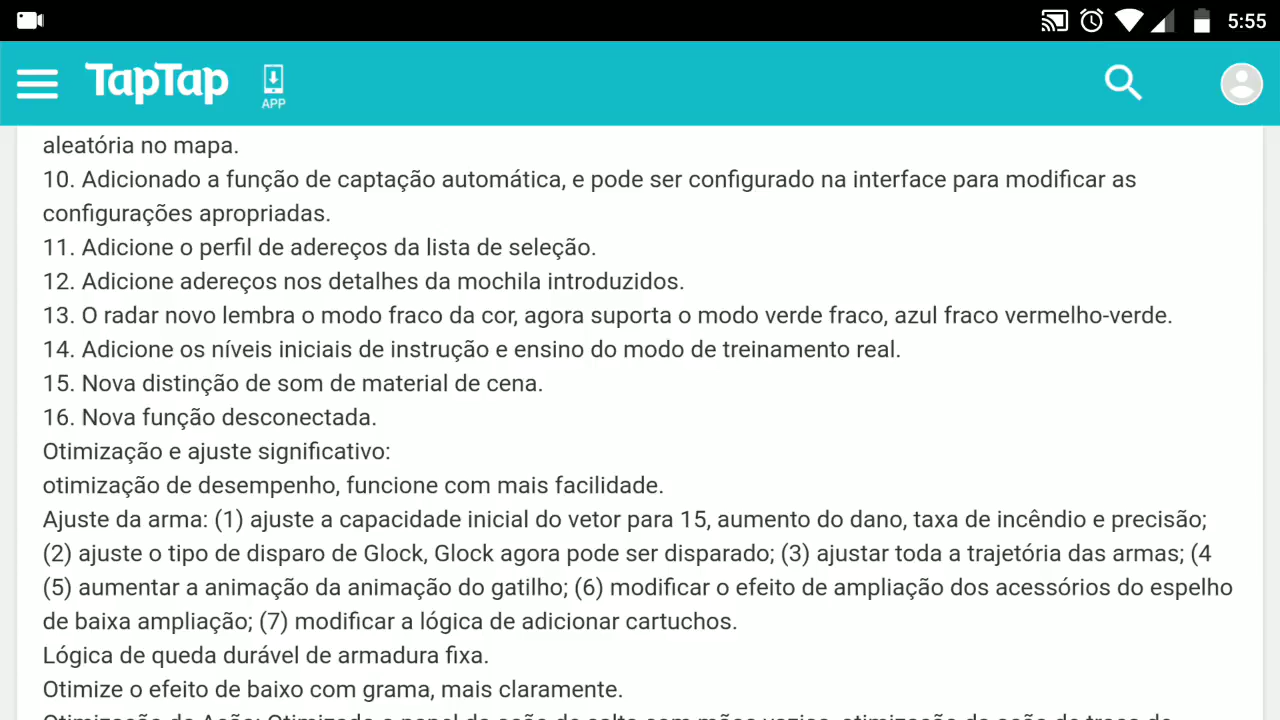 5:55
TapTap
APP
aleatória no mapa.
10. Adicionado a função de captação automática, e pode ser configurado na interface para modificar as
configurações apropriadas.
11. Adicione o perfil de adereços da lista de seleção.
12. Adicione adereços nos detalhes da mochila introduzidos.
13. O radar novo lembra o modo fraco da cor, agora suporta o modo verde fraco, azul fraco vermelho-verde.
14. Adicione os níveis iniciais de instrução e ensino do modo de treinamento real.
15. Nova distinção de som de material de cena.
16. Nova função desconectada.
Otimização e ajuste significativo:
otimização de desempenho, funcione com mais facilidade.
Ajuste da arma: (1) ajuste a capacidade inicial do vetor para 15, aumento do dano, taxa de incêndio e precisão;
(2) ajuste o tipo de disparo de Glock, Glock agora pode ser disparado; (3) ajustar toda a trajetória das armas; (4
(5) aumentar a animação da animação do gatilho; (6) modificar o efeito de ampliação dos acessórios do espelho
de baixa ampliação; (7) modificar a lógica de adicionar cartuchos.
Lógica de queda durável de armadura fixa.
Otimize o efeito de baixo com grama, mais claramente.